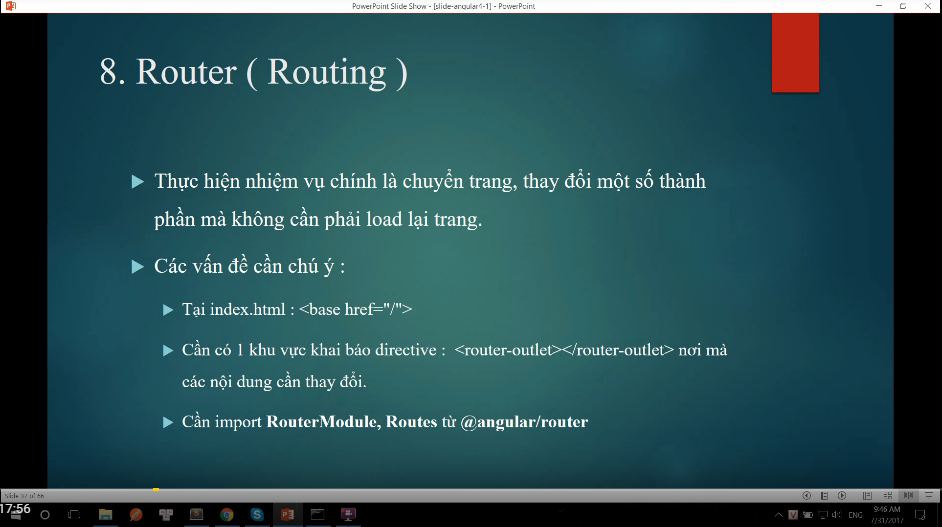 PowerPoint Slide Show - [slide-angular4-1] - PowerPoint
8. Router ( Routing )
Thực hiện nhiệm vụ chính là chuyển trang, thay đổi một số thành
phần mà không cần phải load lại trang.
Các vấn đề cần chú ý :
Tại index.html : <base href="/">
Cần có 1 khu vực khai báo directive : <router-outlet></router-outlet> nơi mà
các nội dung cần thay đổi.
Cần import RouterModule, Routes từ @angular/router
Slide 37 of 66
17:56
ENG
9:46 AM
7/31/2017